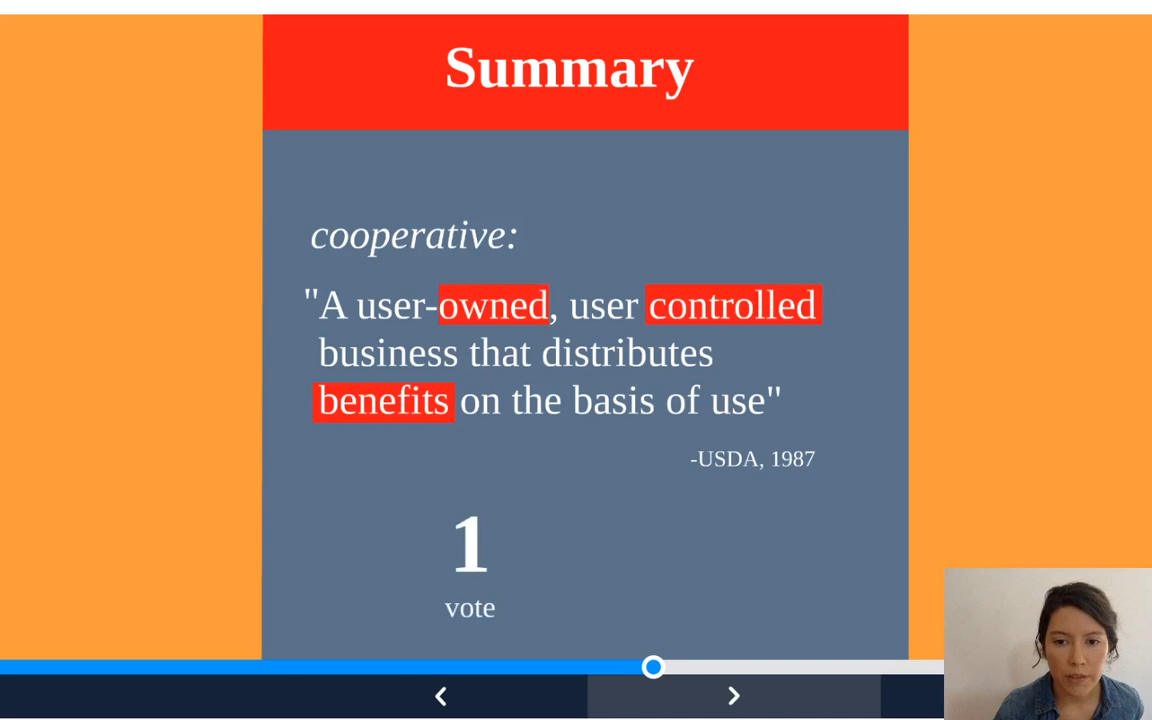 Summary
cooperative:
"A user-owned, user controlled
business that distributes
benefits on the basis of use"
-USDA, 1987
1
vote